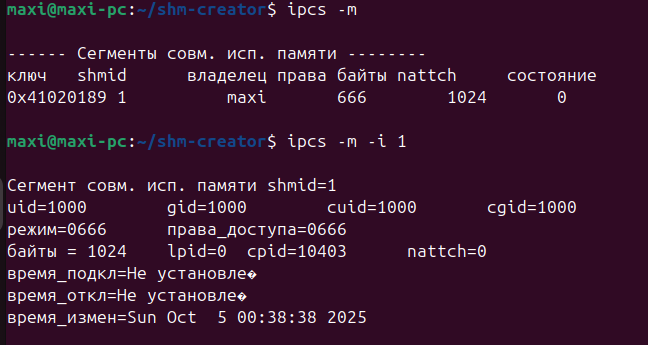 maxi@maxi-pc:~/shm-creator$ ipcs -m
------ Сегменты совм. исп. памяти --------
ключ shmid владелец права байты nattch состояние
0x41020189 1 maxi 666 1024 0
maxi@maxi-pc:~/shm-creator$ ipcs -m -i 1
Сегмент совм. исп. памяти shmid=1
uid=1000 gid=1000 cuid=1000 cgid=1000
режим=0666 права_доступа=0666
байты = 1024 lpid=0 cpid=10403 nattch=0
время_подкл=Не установле�
время_откл=Не установле�
время_измен=Sun Oct 5 00:38:38 2025